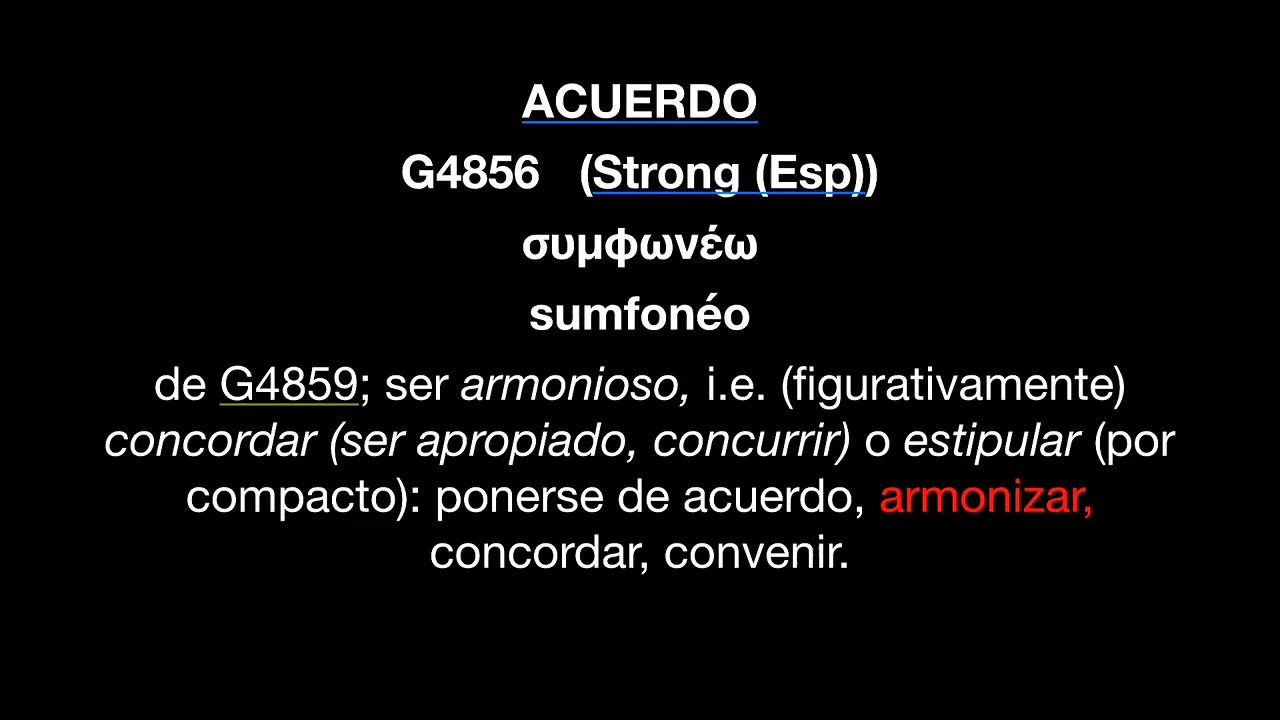 ACUERDO
G4856 (Strong (Esp))
συμφωνέω
sumfonéo
de G4859; ser armonioso, i.e. (figurativamente)
concordar (ser apropiado, concurrir) o estipular (por
compacto): ponerse de acuerdo, armonizar,
concordar, convenir.